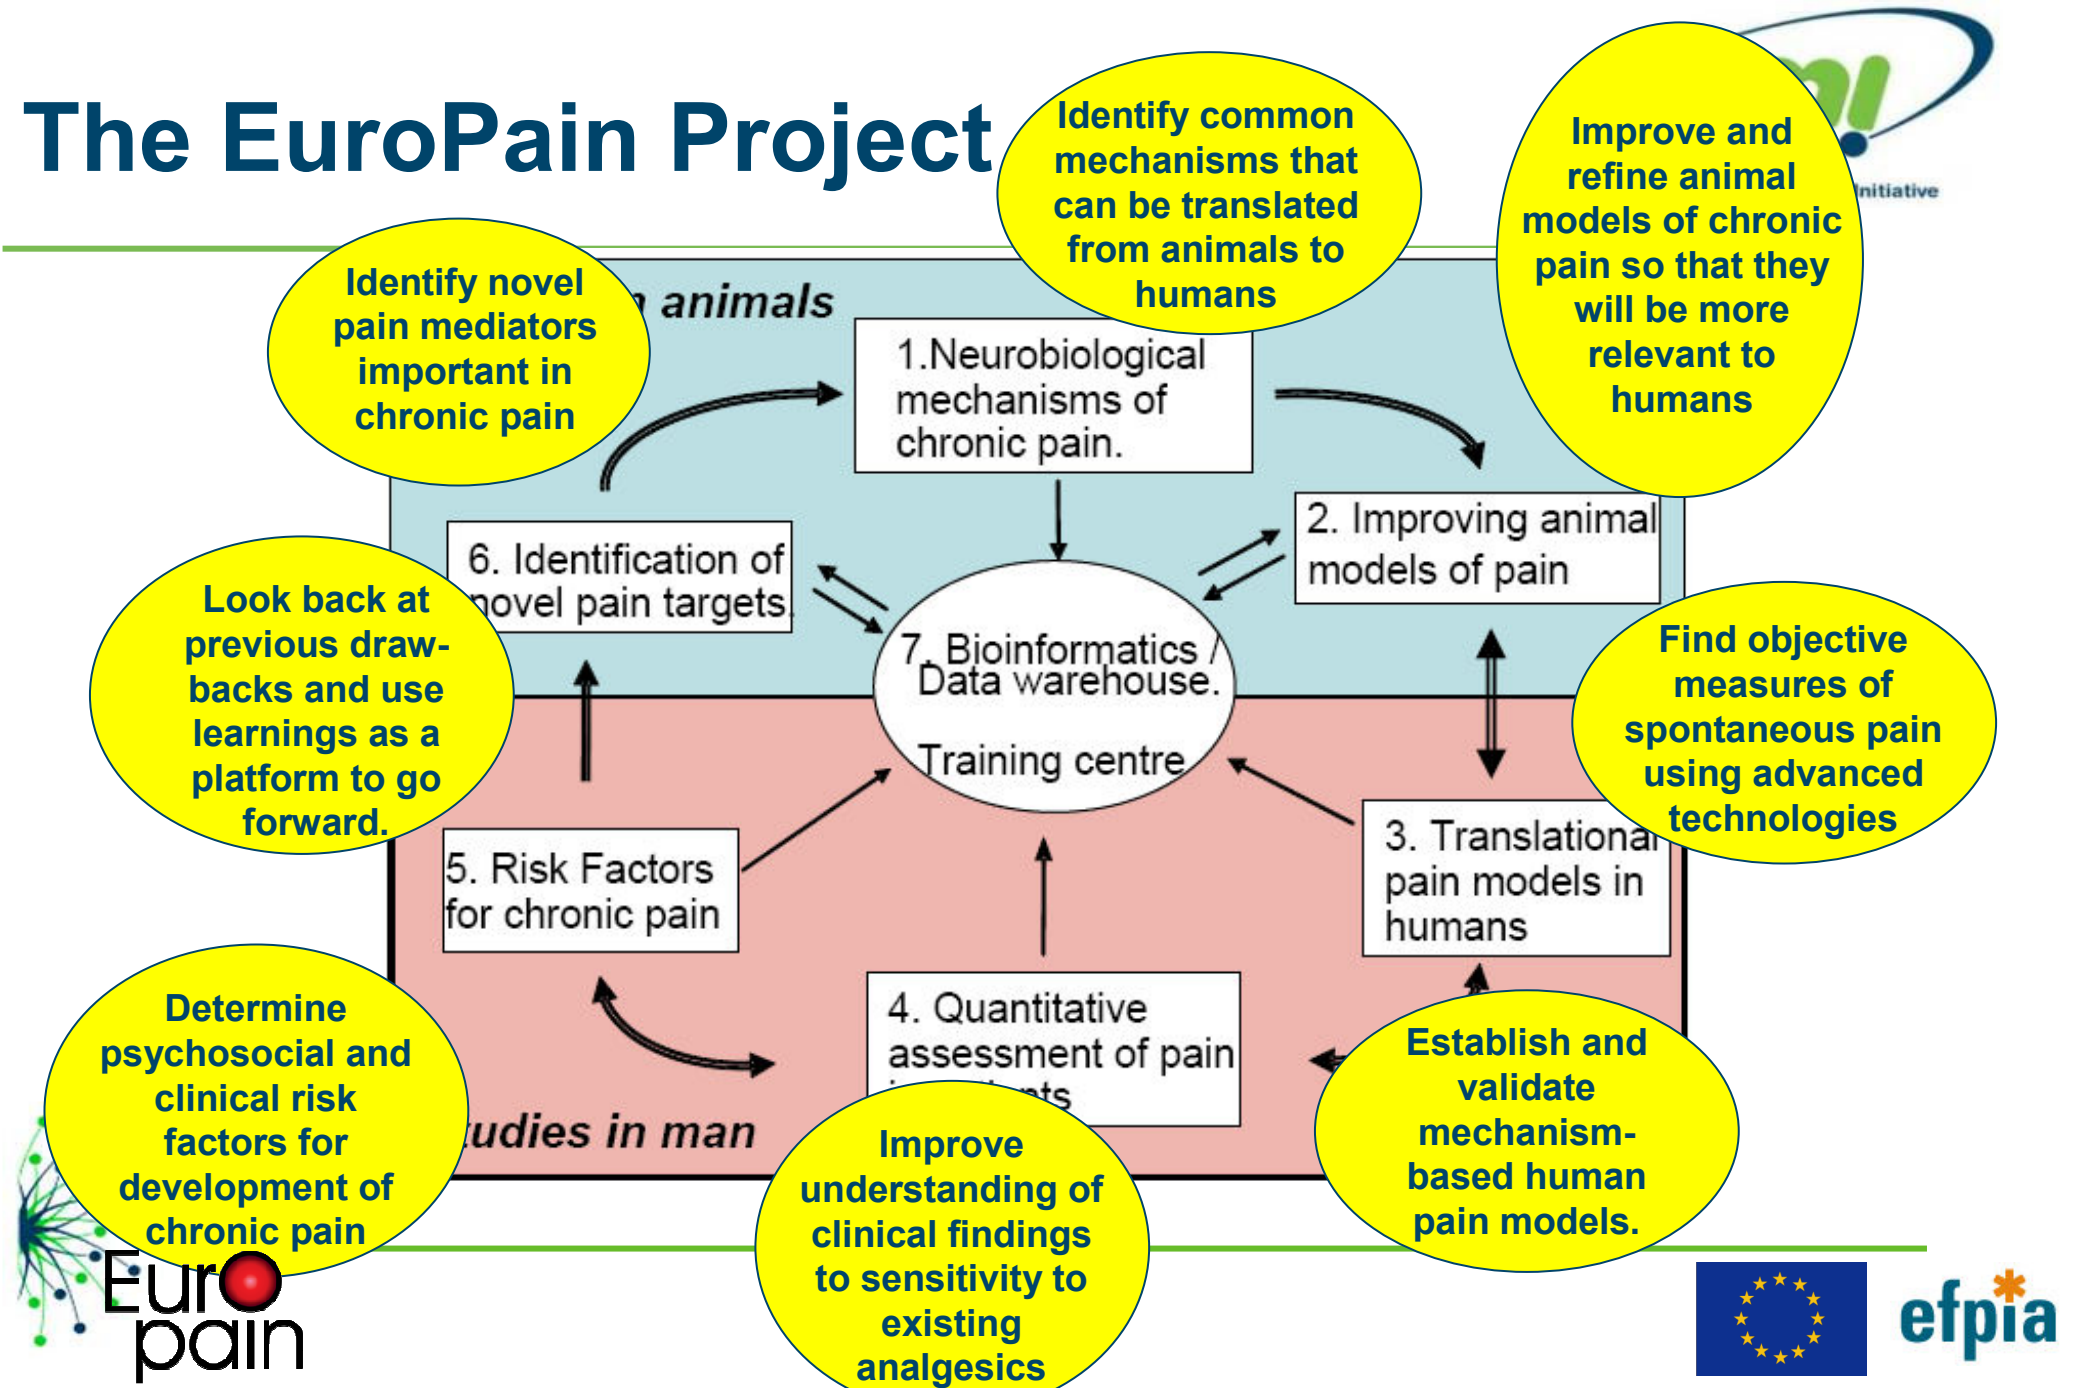 The EuroPain Project
Identify common
mechanisms that
can be translated
from animals to
humans
Improve and
refine animal
models of chronic
pain so that they
will be more
relevant to
humans
Initiative
Identify novel
pain mediators
important in
chronic pain
animals
1.Neurobiological
mechanisms of
chronic pain.
2. Improving animal
models of pain
6. Identification of
novel pain targets.
Look back at
previous draw-
backs and use
learnings as a
platform to go
forward.
7. Bioinformatics /
Data warehouse.
Training centre
Find objective
measures of
spontaneous pain
using advanced
technologies
3. Translational
pain models in
humans
5. Risk Factors
for chronic pain
4. Quantitative
assessment of pain
Determine
psychosocial and
clinical risk
factors for
development of
chronic pain
tudies in man
Improve
understanding of
clinical findings
to sensitivity to
existing
analgesics
Establish and
validate
mechanism-
based human
pain models.
Euro
pain
efpia